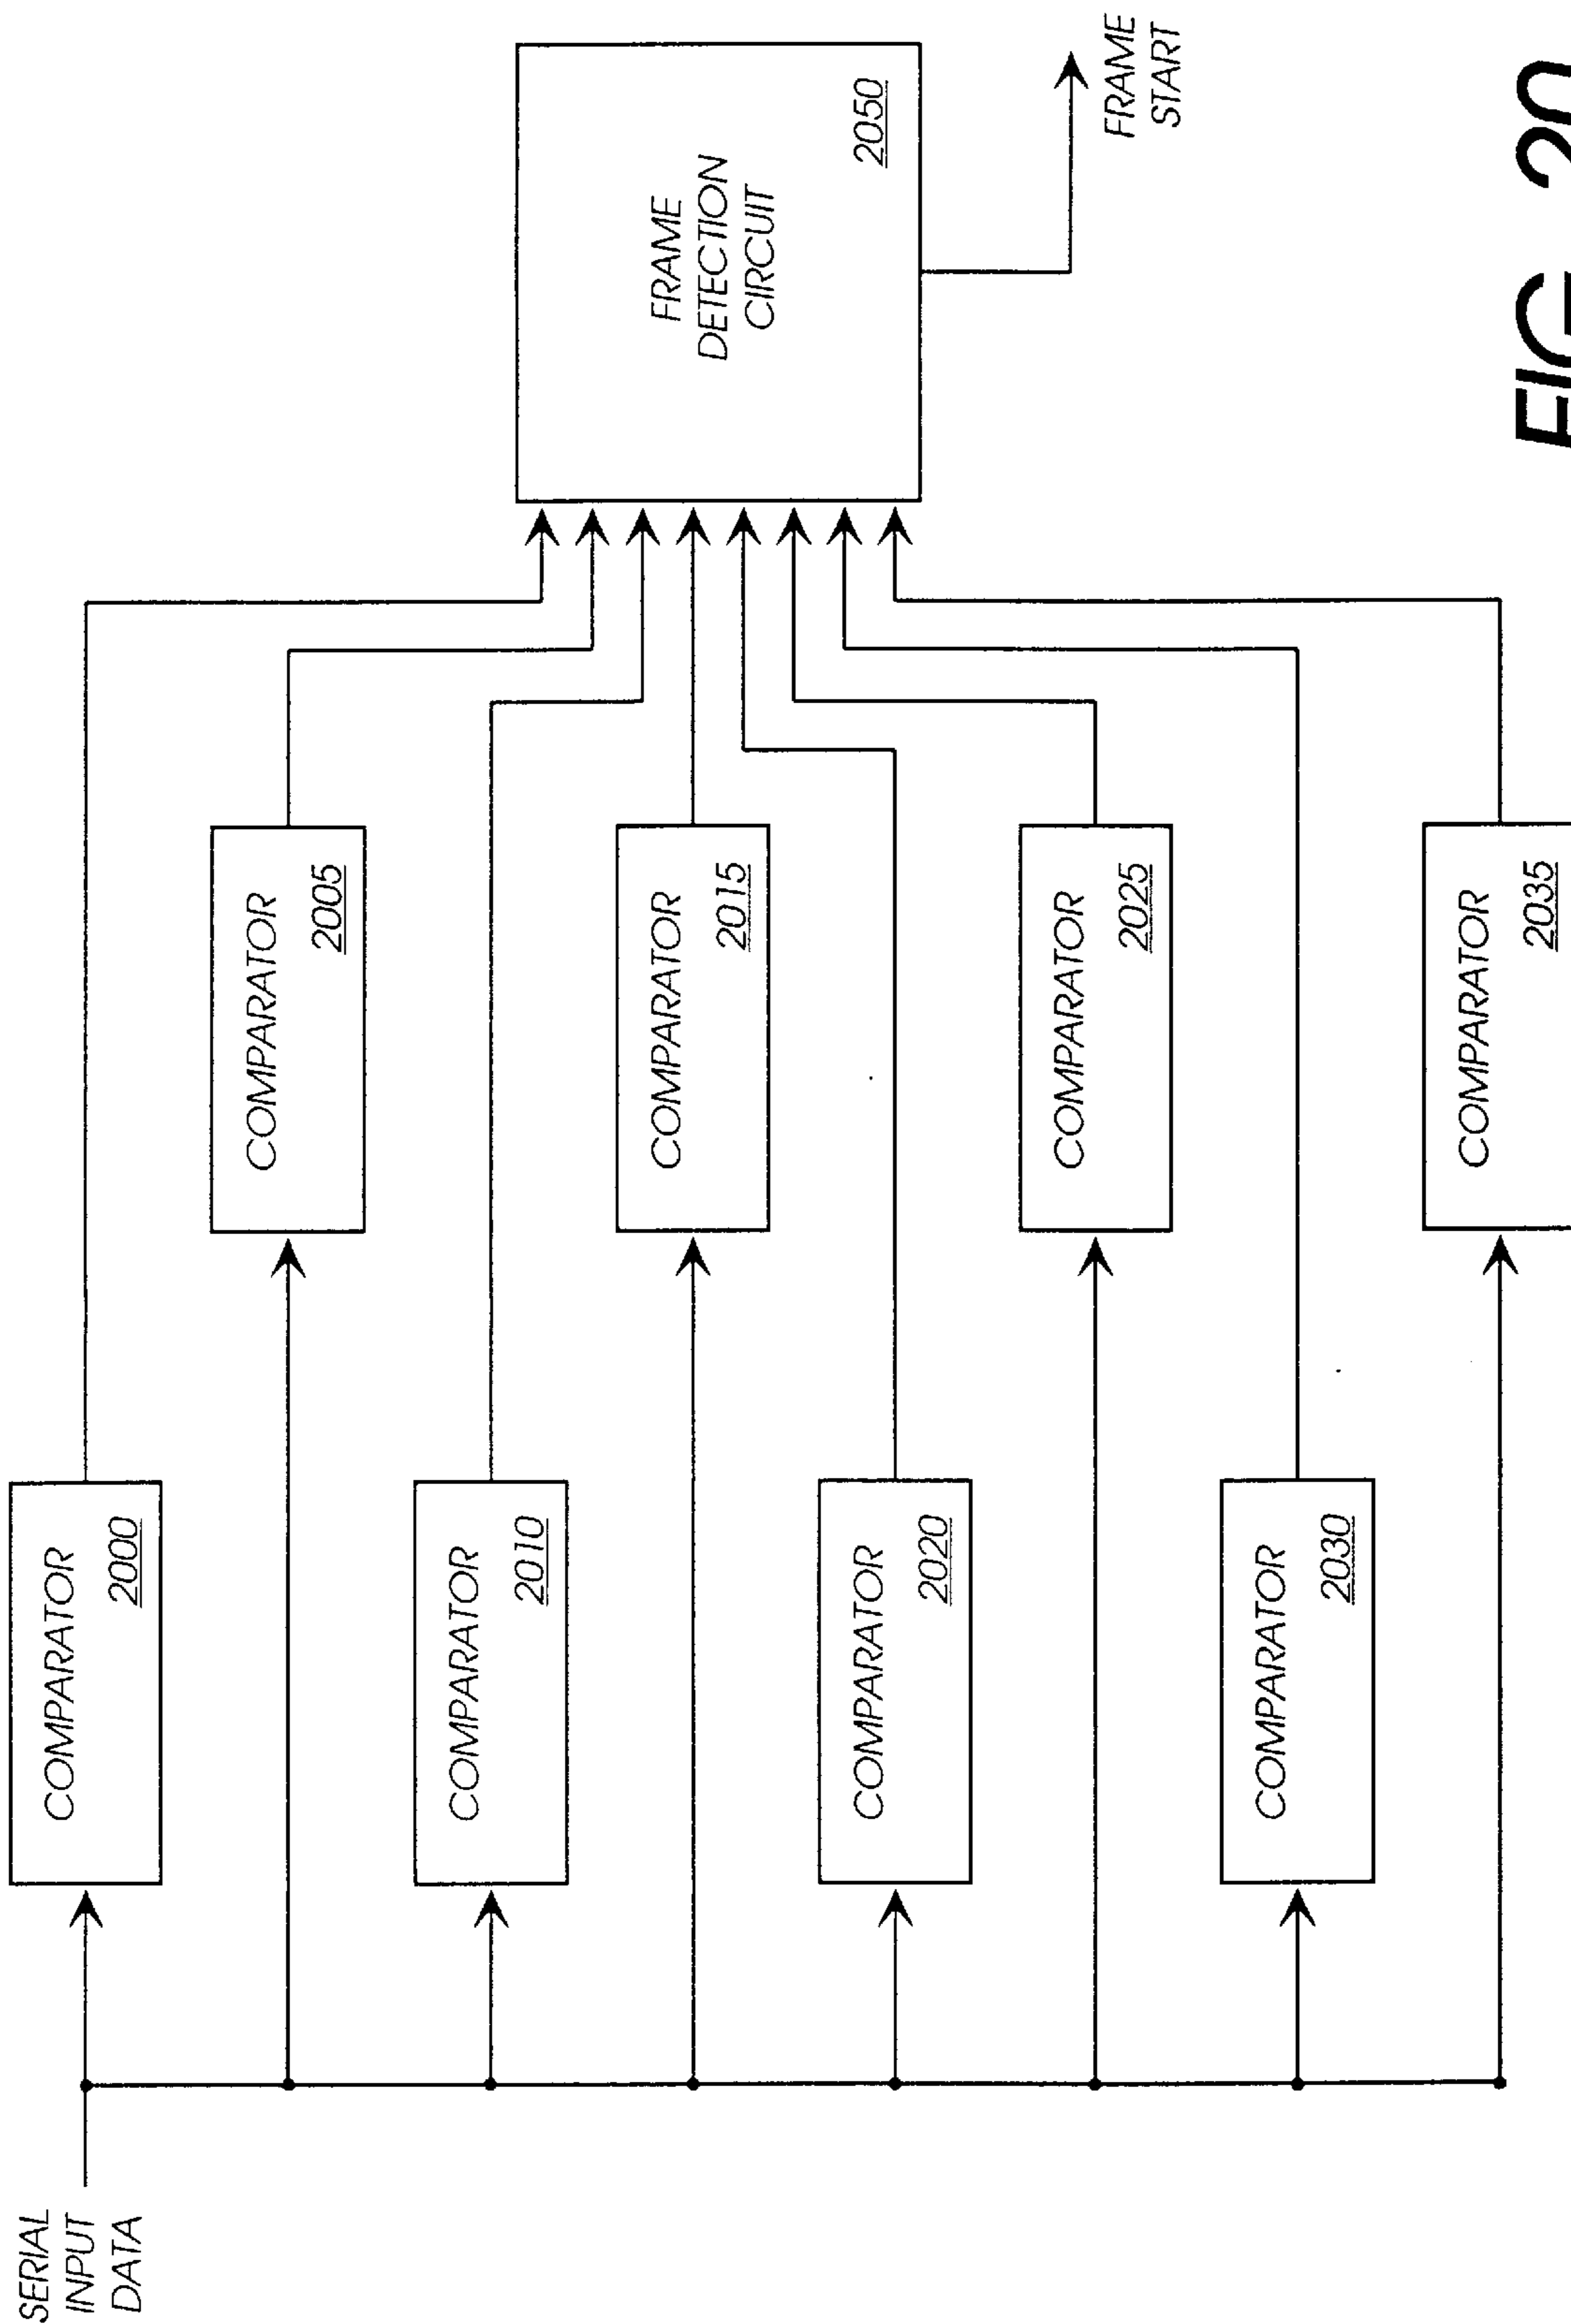 SERIAL
INPUT
DATA
COMPARATOR
2000
COMPARATOR
2005
COMPARATOR
2010
COMPARATOR
2015
COMPARATOR
2020
COMPARATOR
2025
COMPARATOR
2030
COMPARATOR
2035
FRAME
DETECTION
CIRCUIT
2050
FRAME
START
FIG. 20